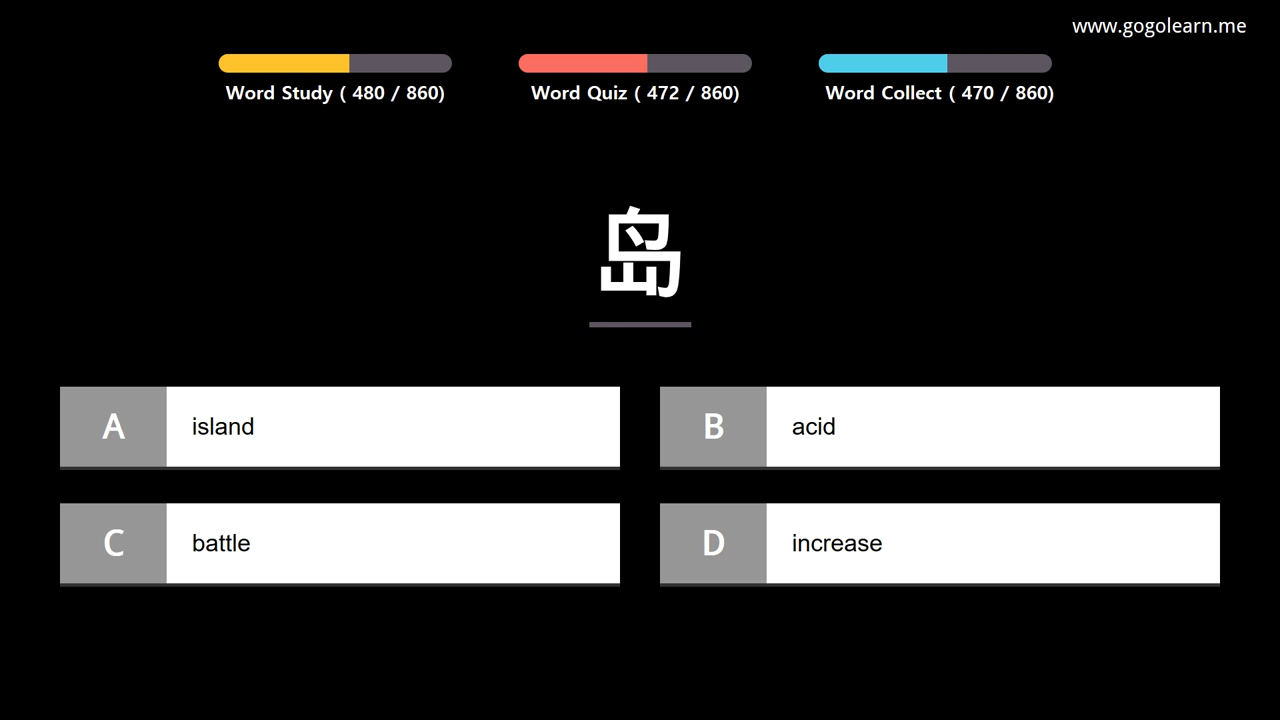 www.gogolearn.me
Word Study ( 480 / 860)
Word Quiz ( 472 / 860)
Word Collect ( 470 / 860)
岛
A island
B acid
C battle
D increase